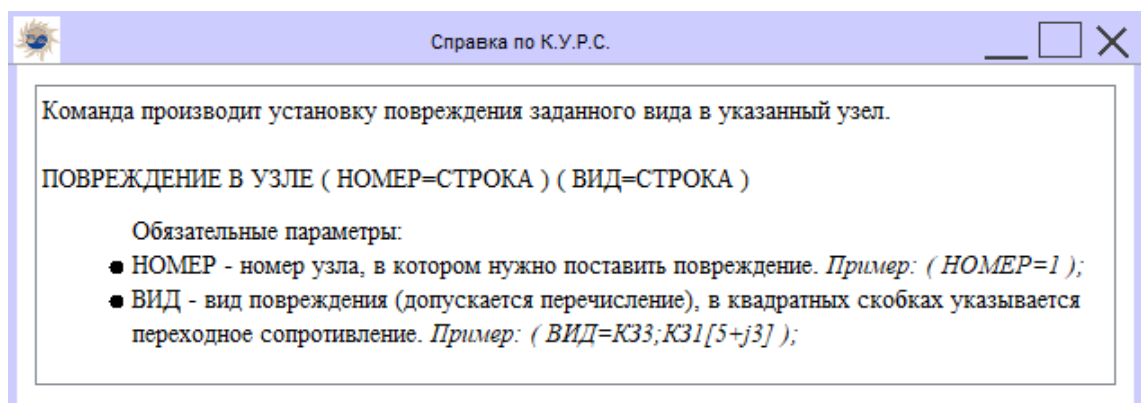 Справка по К.У.Р.С.
Команда производит установку повреждения заданного вида в указанный узел.
ПОВРЕЖДЕНИЕ В УЗЛЕ ( НОМЕР=СТРОКА ) ( ВИД=СТРОКА )
Обязательные параметры:
● НОМЕР - номер узла, в котором нужно поставить повреждение. Пример: ( НОМЕР=1 );
● ВИД - вид повреждения (допускается перечисление), в квадратных скобках указывается
переходное сопротивление. Пример: ( ВИД=КЗ3;КЗ1[5+j3] );